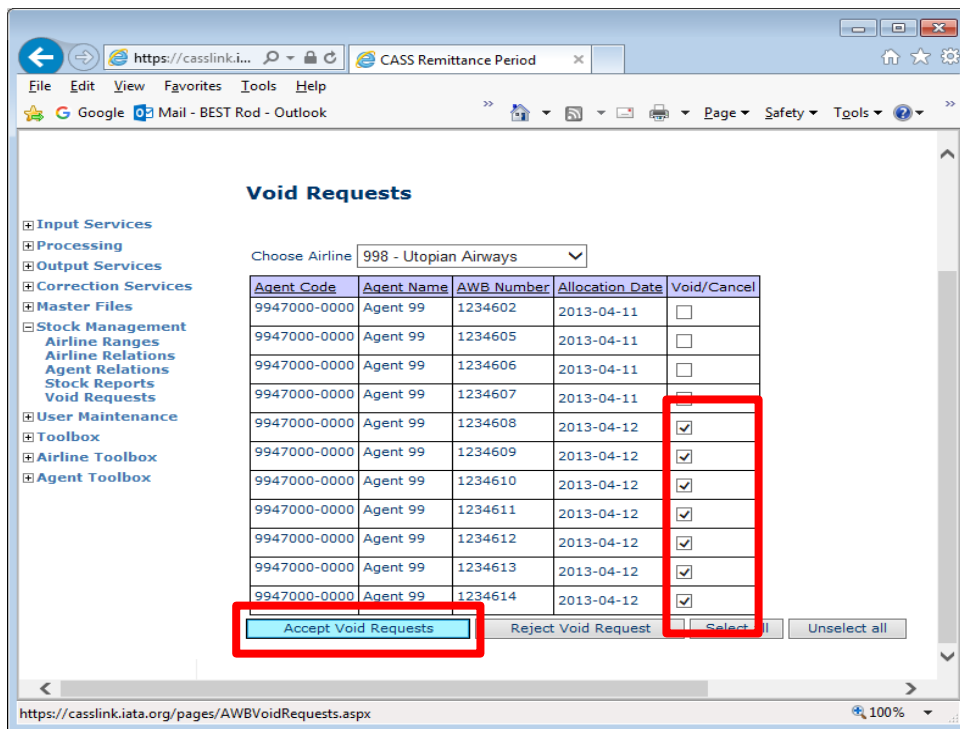 https://casslink.i...
CASS Remittance Period
File Edit View Favorites Tools Help
Google Mail - BEST Rod - Outlook
Page Safety Tools
Void Requests
Input Services
Processing
Output Services
Correction Services
Master Files
Stock Management
Airline Ranges
Airline Relations
Agent Relations
Stock Reports
Void Requests
User Maintenance
Toolbox
Airline Toolbox
Agent Toolbox
Choose Airline 998 - Utopian Airways
Agent Code Agent Name AWB Number Allocation Date Void/Cancel
9947000-0000 Agent 99 1234602 2013-04-11
9947000-0000 Agent 99 1234605 2013-04-11
9947000-0000 Agent 99 1234606 2013-04-11
9947000-0000 Agent 99 1234607 2013-04-11
9947000-0000 Agent 99 1234608 2013-04-12
9947000-0000 Agent 99 1234609 2013-04-12
9947000-0000 Agent 99 1234610 2013-04-12
9947000-0000 Agent 99 1234611 2013-04-12
9947000-0000 Agent 99 1234612 2013-04-12
9947000-0000 Agent 99 1234613 2013-04-12
9947000-0000 Agent 99 1234614 2013-04-12
Accept Void Requests Reject Void Request Select all Unselect all
https://casslink.iata.org/pages/AWBVoidRequests.aspx
100%